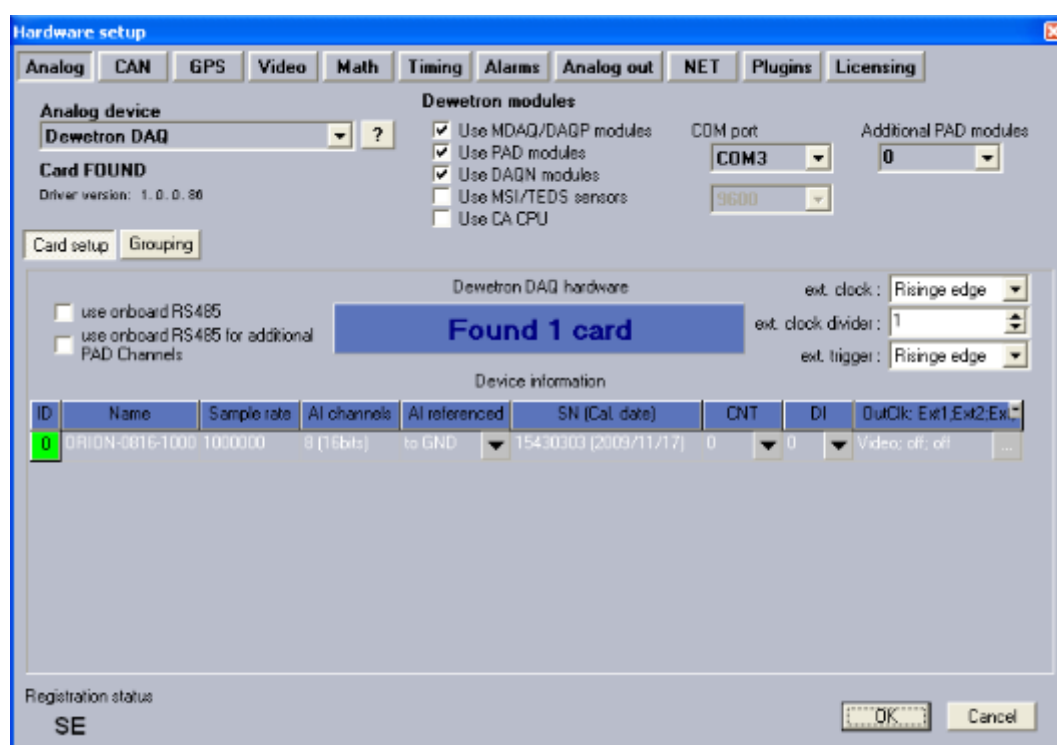 Hardware setup
Analog CAN GPS Video Math Timing Alarms Analog out NET Plugins Licensing
Analog device
Dewetron DAQ ?
Card FOUND
Driver version: 1. 0. 0. 86
Dewetron modules
Use MDAQ/DAQP modules
Use PAD modules
Use DAQN modules
Use MSI/TEDS sensors
Use CA CPU
COM port
COM3
9600
Additional PAD modules
0
Card setup Grouping
use onboard RS485
use onboard RS485 for additional
PAD Channels
Dewetron DAQ hardware
Found 1 card
ext. clock : Risinge edge
ext. clock divider : 1
ext. trigger : Risinge edge
Device information
ID Name Sample rate AI channels AI referenced SN (Cal. date) CNT DI OutClk; Ext1;Ext2;Ex
0 ORION-0816-1000 1000000 8 (16bits) to GND 15430303 (2009/11/17) 0 0 Video; off; off ...
Registration status
SE
OK Cancel